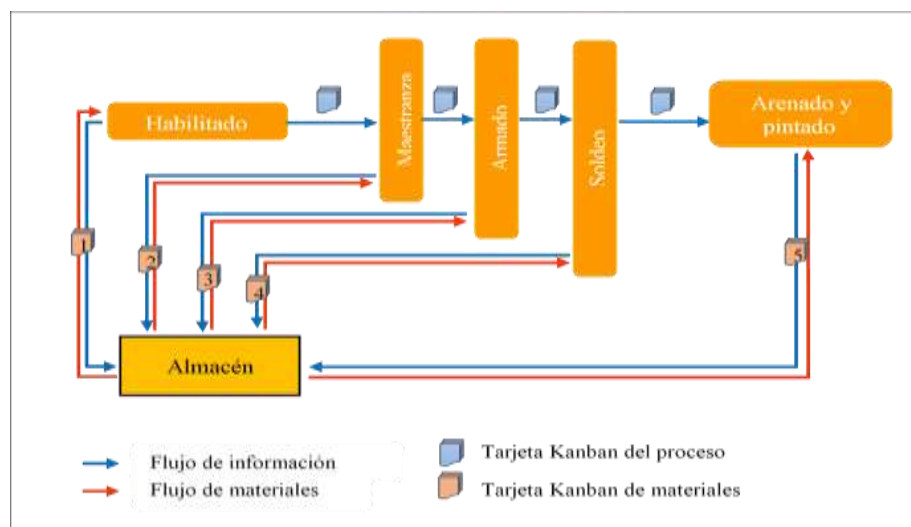 Habilitado
Maestranza
Armado
Soldeo
Arenado y
pintado
1
2
3
4
5
Almacén
Flujo de información
Flujo de materiales
Tarjeta Kanban del proceso
Tarjeta Kanban de materiales